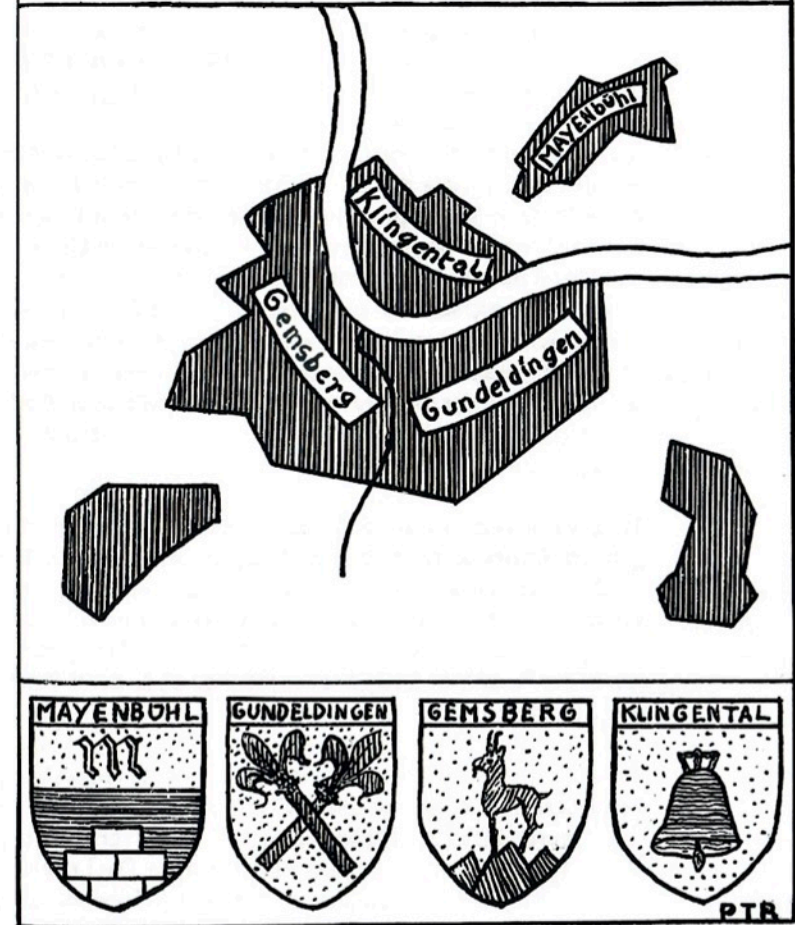 MAYENBÜHL
Klingental
Gemsberg
Gundeldingen
MAYENBÜHL
GUNDELDINGEN
GEMSBERG
KLINGENTAL
m
PTR